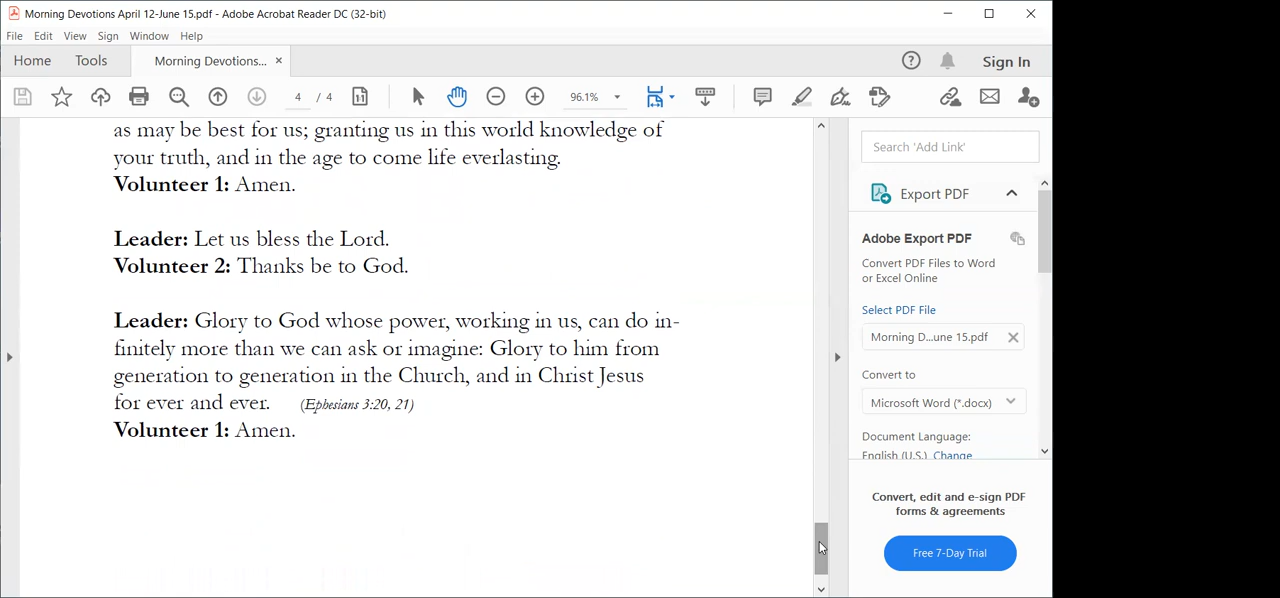 Morning Devotions April 12-June 15.pdf - Adobe Acrobat Reader DC (32-bit)
File Edit View Sign Window Help
Home Tools Morning Devotions... × Sign In
4 / 4 96.1%
as may be best for us; granting us in this world knowledge of
your truth, and in the age to come life everlasting.
Volunteer 1: Amen.
Leader: Let us bless the Lord.
Volunteer 2: Thanks be to God.
Leader: Glory to God whose power, working in us, can do in-
finitely more than we can ask or imagine: Glory to him from
generation to generation in the Church, and in Christ Jesus
for ever and ever. (Ephesians 3:20, 21)
Volunteer 1: Amen.
Search 'Add Link'
Export PDF
Adobe Export PDF
Convert PDF Files to Word
or Excel Online
Select PDF File
Morning D...une 15.pdf
Convert to
Microsoft Word (*.docx)
Document Language:
English (U.S.) Change
Convert, edit and e-sign PDF
forms & agreements
Free 7-Day Trial